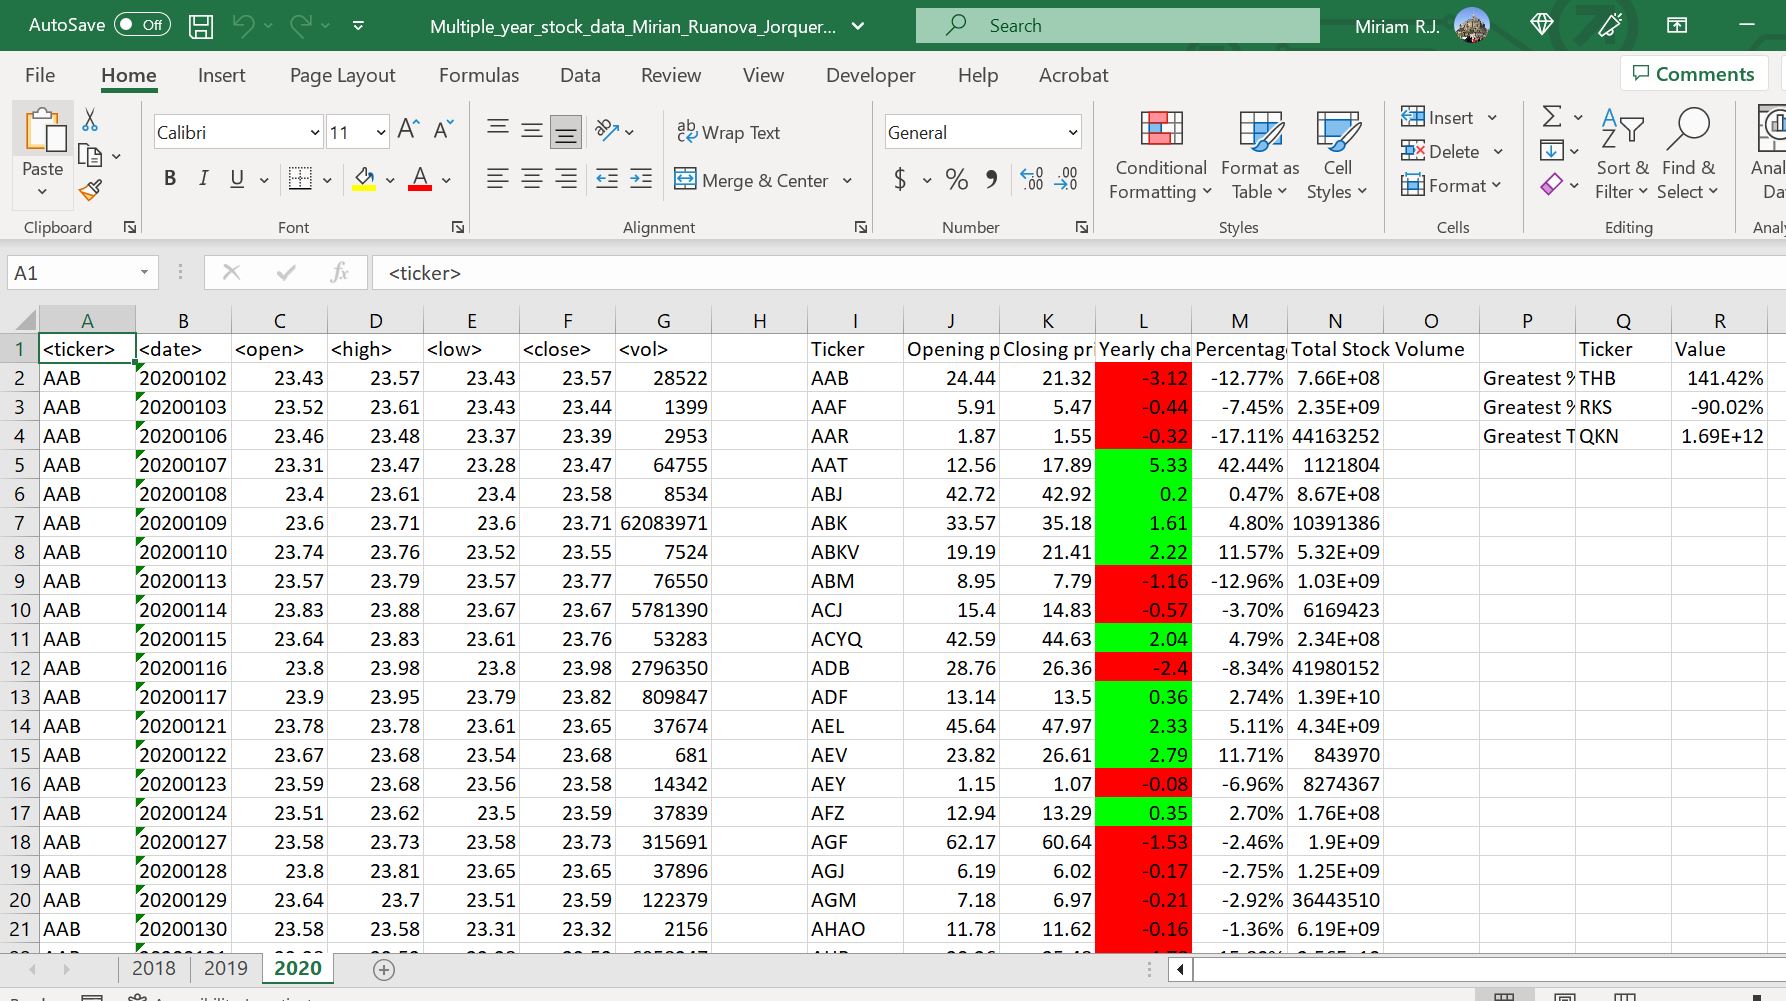 AutoSave Off Multiple_year_stock_data_Mirian_Ruanova_Jorquer... Search Miriam R.J.
File Home Insert Page Layout Formulas Data Review View Developer Help Acrobat Comments
Paste
Clipboard
Calibri 11
B I U A
Font
Wrap Text
Merge & Center
Alignment
General
$ % 9
Number
Conditional Formatting
Format as Table
Cell Styles
Styles
Insert
Delete
Format
Cells
Sort & Filter
Find & Select
Editing
A1 fx <ticker>
A B C D E F G H I J K L M N O P Q R
1 <ticker> <date> <open> <high> <low> <close> <vol> Ticker Opening p Closing pri Yearly cha Percentag Total Stock Volume Ticker Value
2 AAB 20200102 23.43 23.57 23.43 23.57 28522 AAB 24.44 21.32 -3.12 -12.77% 7.66E+08 Greatest % THB 141.42%
3 AAB 20200103 23.52 23.61 23.43 23.44 1399 AAF 5.91 5.47 -0.44 -7.45% 2.35E+09 Greatest % RKS -90.02%
4 AAB 20200106 23.46 23.48 23.37 23.39 2953 AAR 1.87 1.55 -0.32 -17.11% 44163252 Greatest T QKN 1.69E+12
5 AAB 20200107 23.31 23.47 23.28 23.47 64755 AAT 12.56 17.89 5.33 42.44% 1121804
6 AAB 20200108 23.4 23.61 23.4 23.58 8534 ABJ 42.72 42.92 0.2 0.47% 8.67E+08
7 AAB 20200109 23.6 23.71 23.6 23.71 62083971 ABK 33.57 35.18 1.61 4.80% 10391386
8 AAB 20200110 23.74 23.76 23.52 23.55 7524 ABKV 19.19 21.41 2.22 11.57% 5.32E+09
9 AAB 20200113 23.57 23.79 23.57 23.77 76550 ABM 8.95 7.79 -1.16 -12.96% 1.03E+09
10 AAB 20200114 23.83 23.88 23.67 23.67 5781390 ACJ 15.4 14.83 -0.57 -3.70% 6169423
11 AAB 20200115 23.64 23.83 23.61 23.76 53283 ACYQ 42.59 44.63 2.04 4.79% 2.34E+08
12 AAB 20200116 23.8 23.98 23.8 23.98 2796350 ADB 28.76 26.36 -2.4 -8.34% 41980152
13 AAB 20200117 23.9 23.95 23.79 23.82 809847 ADF 13.14 13.5 0.36 2.74% 1.39E+10
14 AAB 20200121 23.78 23.78 23.61 23.65 37674 AEL 45.64 47.97 2.33 5.11% 4.34E+09
15 AAB 20200122 23.67 23.68 23.54 23.68 681 AEV 23.82 26.61 2.79 11.71% 843970
16 AAB 20200123 23.59 23.68 23.56 23.58 14342 AEY 1.15 1.07 -0.08 -6.96% 8274367
17 AAB 20200124 23.51 23.62 23.5 23.59 37839 AFZ 12.94 13.29 0.35 2.70% 1.76E+08
18 AAB 20200127 23.58 23.73 23.58 23.73 315691 AGF 62.17 60.64 -1.53 -2.46% 1.9E+09
19 AAB 20200128 23.8 23.81 23.65 23.65 37896 AGJ 6.19 6.02 -0.17 -2.75% 1.25E+09
20 AAB 20200129 23.64 23.7 23.51 23.59 122379 AGM 7.18 6.97 -0.21 -2.92% 36443510
21 AAB 20200130 23.58 23.58 23.31 23.32 2156 AHAO 11.78 11.62 -0.16 -1.36% 6.19E+09
2018 2019 2020